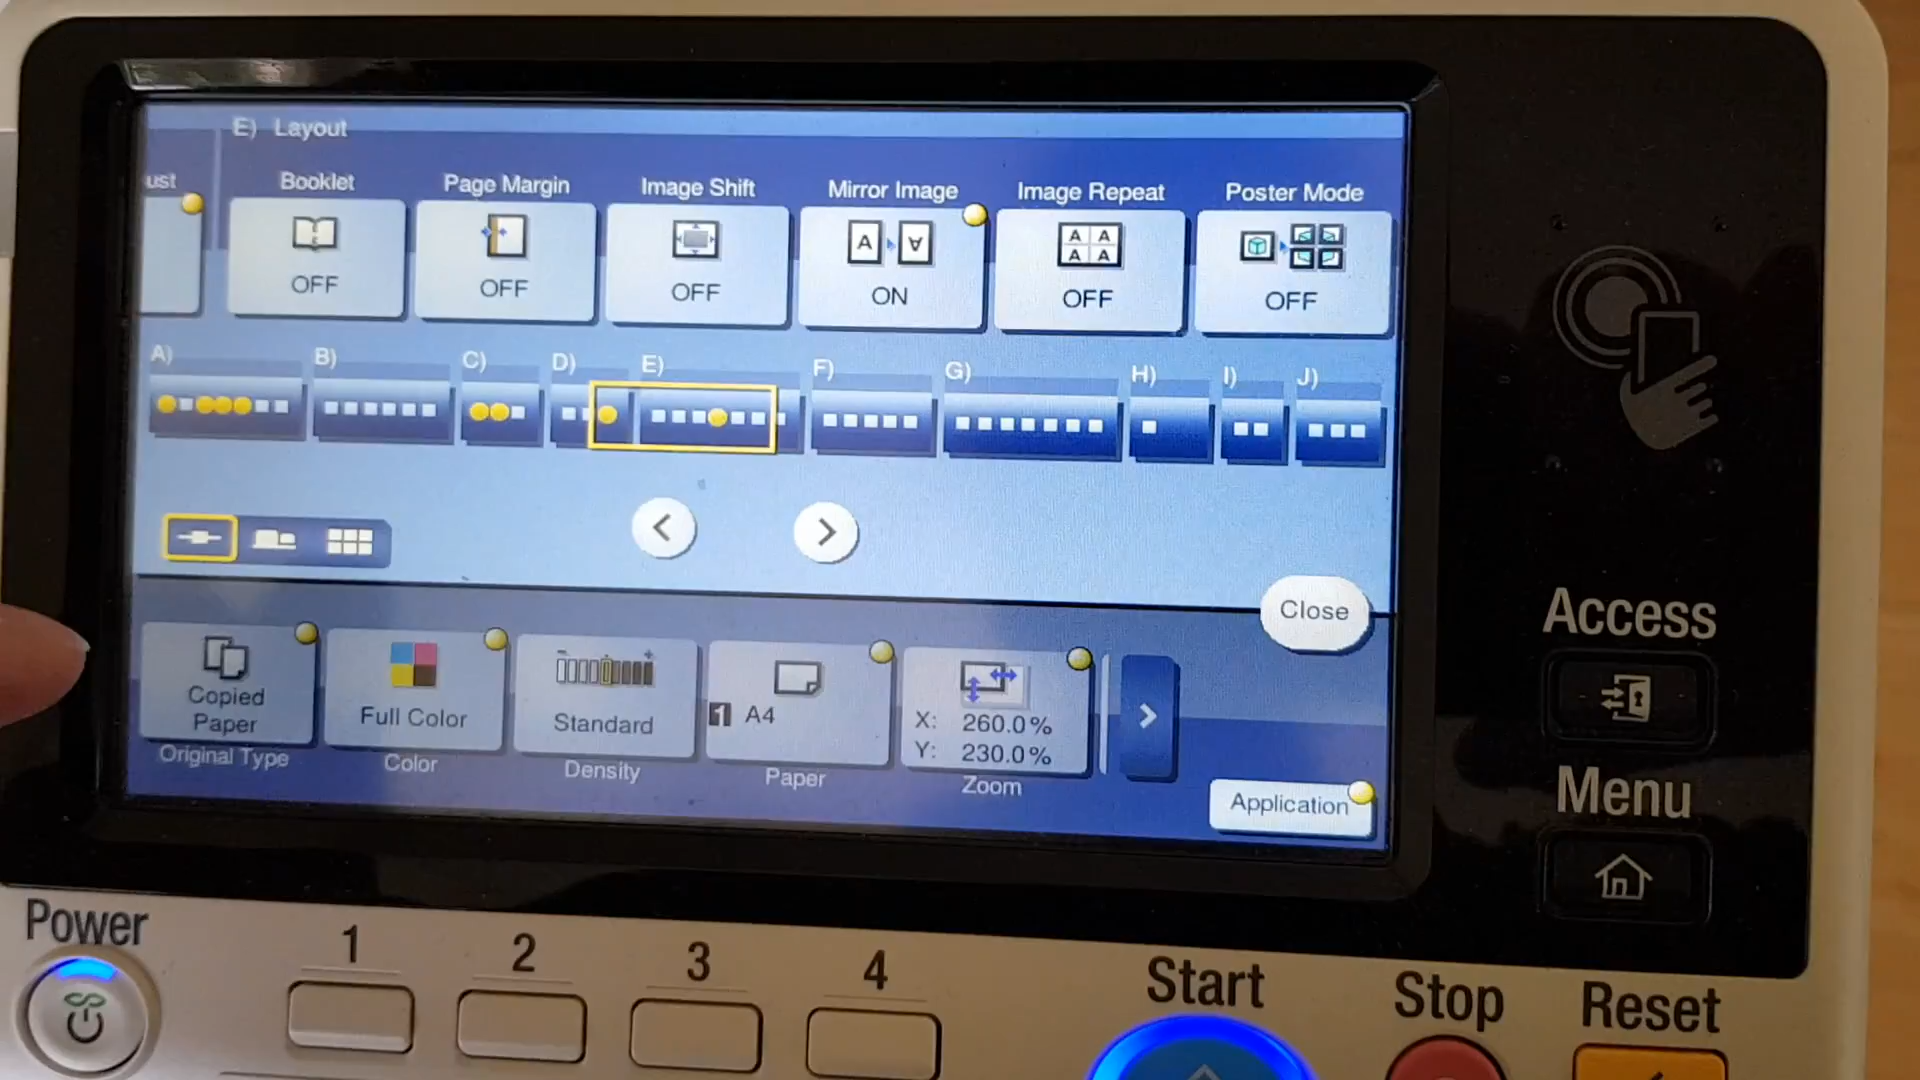 E) Layout
ust
Booklet
Page Margin
Image Shift
Mirror Image
Image Repeat
Poster Mode
OFF
OFF
OFF
A
A
ON
A A
A A
OFF
OFF
A)
B)
C)
D)
E)
F)
G)
H)
I)
J)
Close
Copied
Paper
Original Type
Full Color
Color
- +
Standard
Density
1 A4
Paper
X: 260.0%
Y: 230.0%
Zoom
Application
Access
Menu
Power
1
2
3
4
Start
Stop
Reset